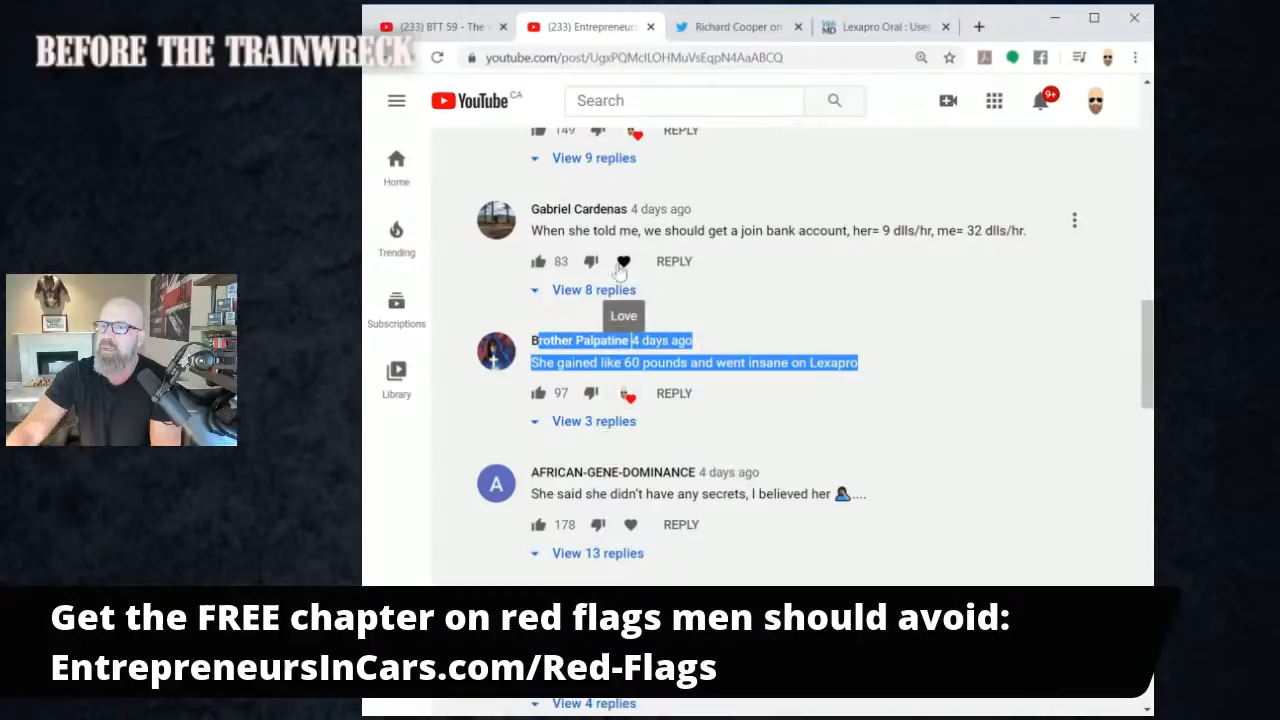 BEFORE THE TRAINWRECK
(233) BTT 59 - The
(233) Entrepreneur
Richard Cooper on
Lexapro Oral : Uses
youtube.com/post/UgxPQMcILOHMuVsEqpN4AaABCQ
YouTube CA
Search
9+
Home
Trending
Subscriptions
Library
149 REPLY
View 9 replies
Gabriel Cardenas 4 days ago
When she told me, we should get a join bank account, her= 9 dlls/hr, me= 32 dlls/hr.
83 REPLY
View 8 replies
Love
Brother Palpatine 4 days ago
She gained like 60 pounds and went insane on Lexapro
97 REPLY
View 3 replies
A
AFRICAN-GENE-DOMINANCE 4 days ago
She said she didn't have any secrets, I believed her ....
178 REPLY
View 13 replies
Get the FREE chapter on red flags men should avoid:
EntrepreneursInCars.com/Red-Flags
View 4 replies